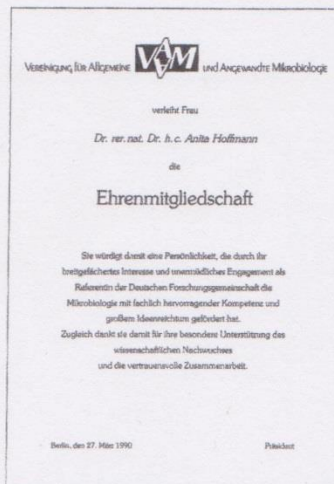 VEREINIGUNG FÜR ALLGEMEINE VAAM UND ANGEWANDTE MIKROBIOLOGIE
verleiht Frau
Dr. rer. nat. Dr. h. c. Anita Hoffmann
die
Ehrenmitgliedschaft
Sie würdigt damit eine Persönlichkeit, die durch ihr
breitgefächertes Interesse und unermüdliches Engagement als
Referentin der Deutschen Forschungsgemeinschaft die
Mikrobiologie mit fachlich hervorragender Kompetenz und
großem Ideenreichtum gefördert hat.
Zugleich dankt sie damit für ihre besondere Unterstützung des
wissenschaftlichen Nachwuchses
und die vertrauensvolle Zusammenarbeit.
Berlin, den 27. März 1990 Präsident